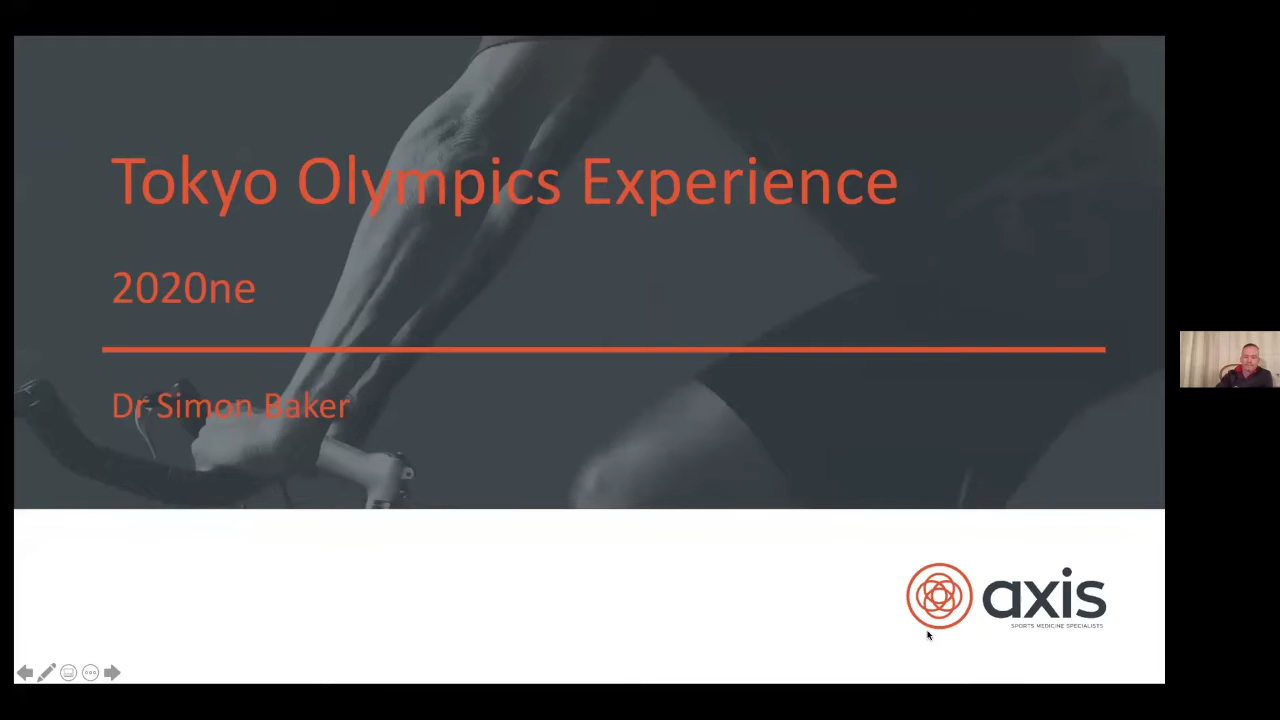 Tokyo Olympics Experience
2020ne
Dr Simon Baker
axis
SPORTS MEDICINE SPECIALISTS